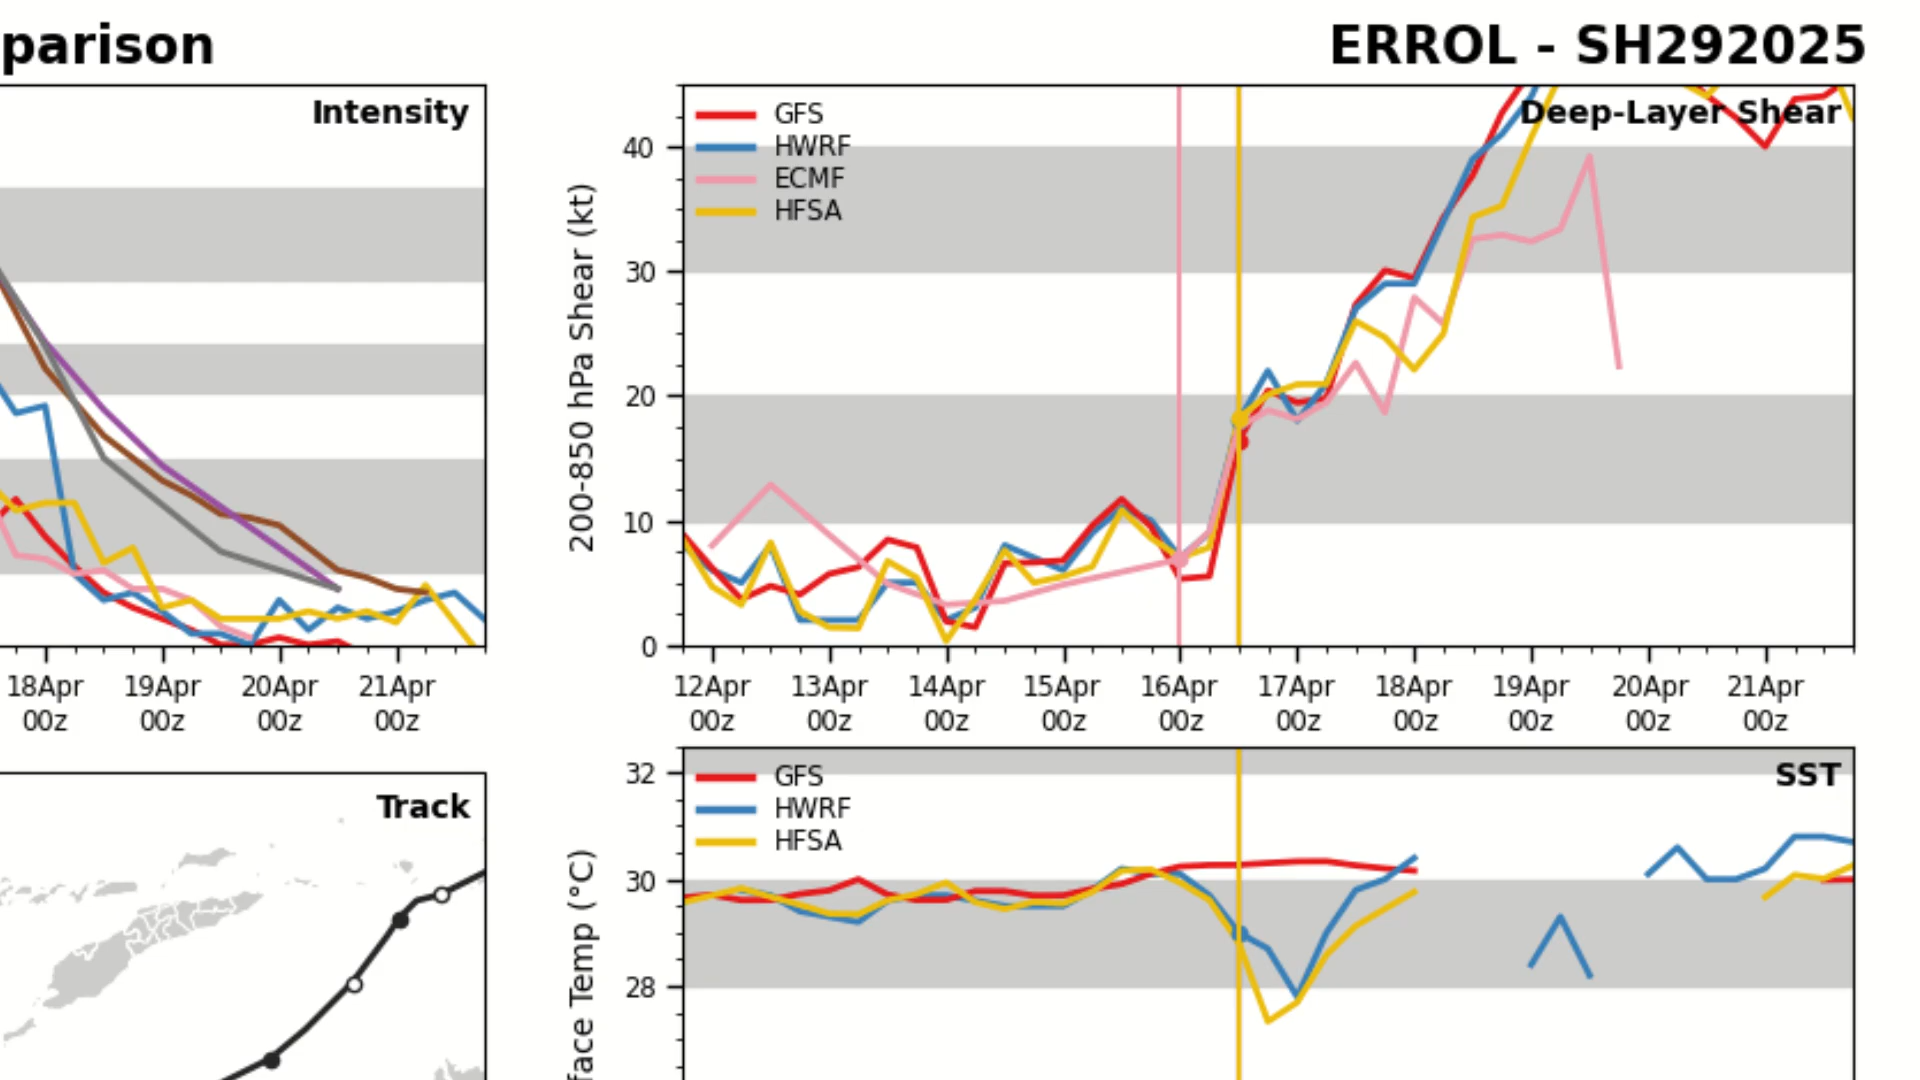 parison
ERROL - SH292025
Intensity
18Apr 19Apr 20Apr 21Apr
00z 00z 00z 00z
Track
Deep-Layer Shear
GFS
HWRF
ECMF
HFSA
200-850 hPa Shear (kt)
40
30
20
10
0
12Apr 13Apr 14Apr 15Apr 16Apr 17Apr 18Apr 19Apr 20Apr 21Apr
00z 00z 00z 00z 00z 00z 00z 00z 00z 00z
SST
GFS
HWRF
HFSA
face Temp (°C)
32
30
28